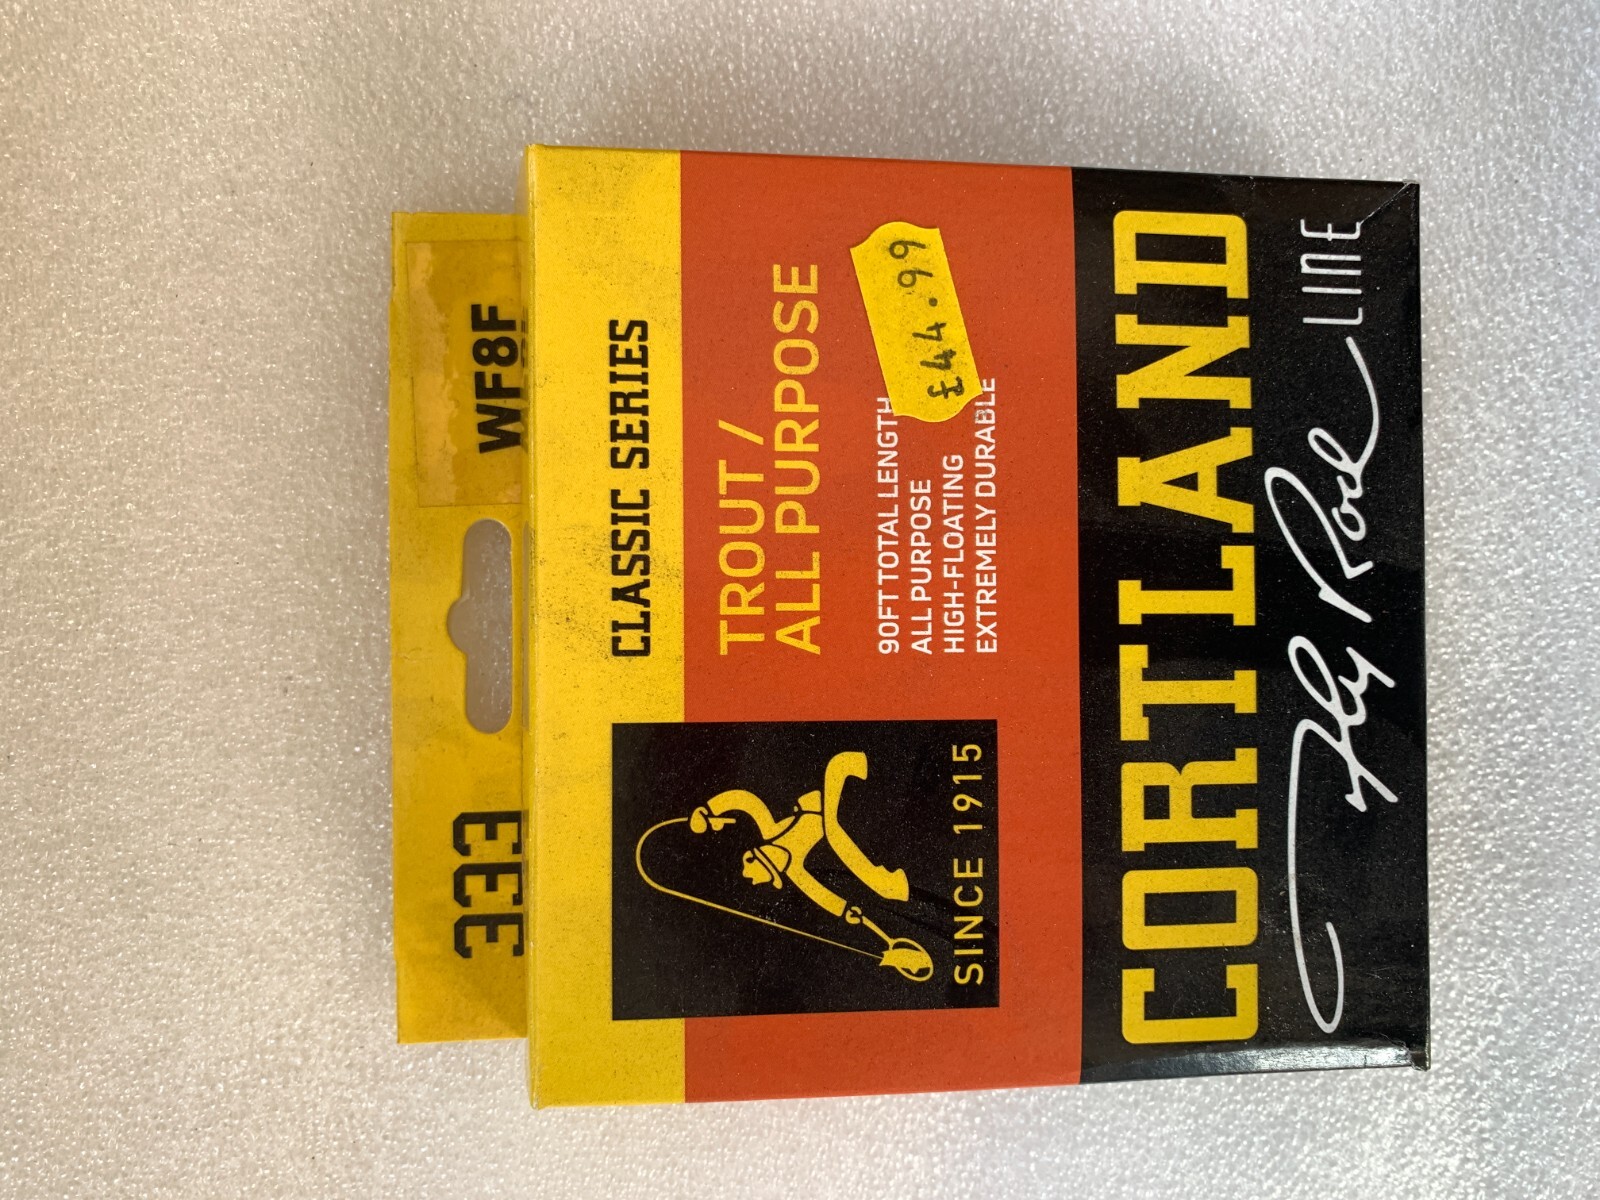 333
WF8F
CLASSIC SERIES
TROUT /
ALL PURPOSE
£44.99
90FT TOTAL LENGTH
ALL PURPOSE
HIGH-FLOATING
EXTREMELY DURABLE
SINCE 1915
CORTLAND
Fly Rod LINE